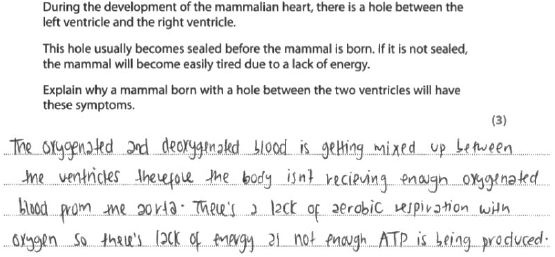 During the development of the mammalian heart, there is a hole between the
left ventricle and the right ventricle.
This hole usually becomes sealed before the mammal is born. If it is not sealed,
the mammal will become easily tired due to a lack of energy.
Explain why a mammal born with a hole between the two ventricles will have
these symptoms.
(3)
The oxygenated and deoxygenated blood is getting mixed up between
the ventricles therefore the body isn't recieving enough oxygenated
blood from the aorta. There's a lack of aerobic respiration with
oxygen so there's lack of energy as not enough ATP is being produced.